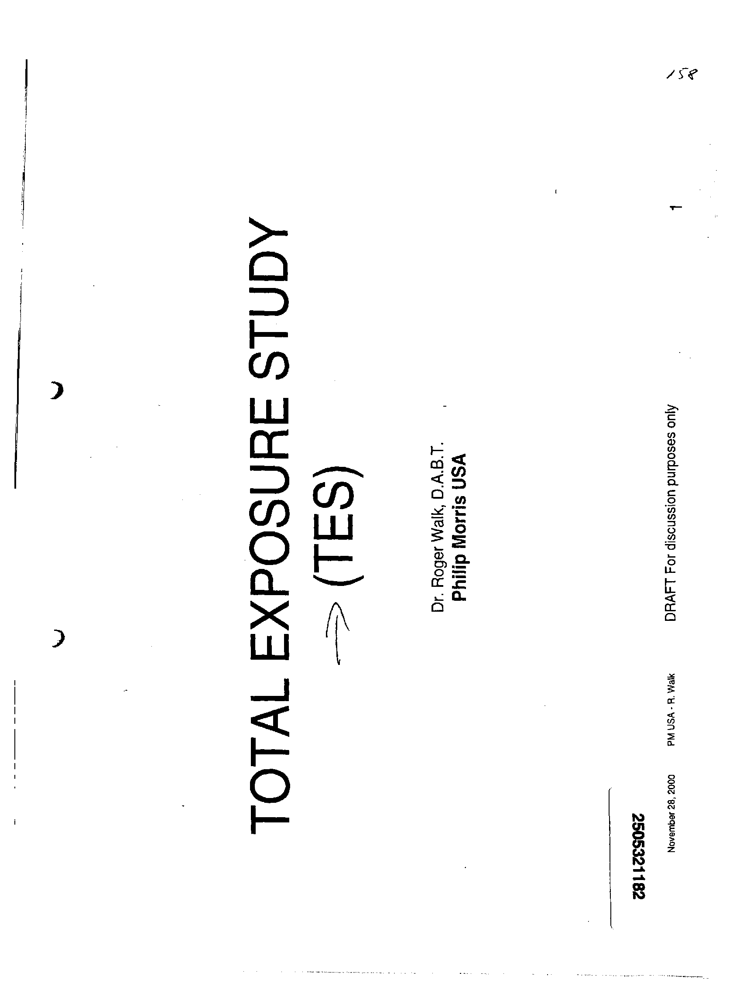 158
TOTAL EXPOSURE STUDY
→ (TES)
Dr. Roger Walk, D.A.B.T.
Philip Morris USA
November 28, 2000 PM USA - R. Walk DRAFT For discussion purposes only 1
2505321182